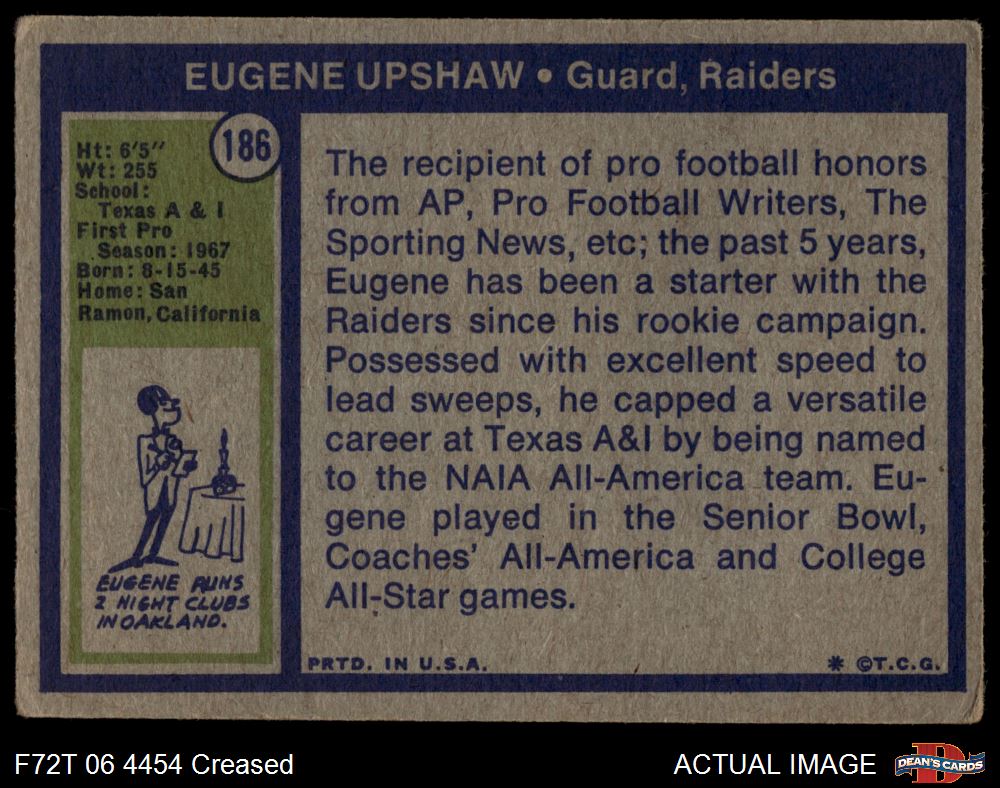 EUGENE UPSHAW • Guard, Raiders
186
Ht: 6'5"
Wt: 255
School:
Texas A & I
First Pro
Season: 1967
Born: 8-15-45
Home: San
Ramon, California
EUGENE RUNS
2 NIGHT CLUBS
IN OAKLAND.
The recipient of pro football honors
from AP, Pro Football Writers, The
Sporting News, etc; the past 5 years,
Eugene has been a starter with the
Raiders since his rookie campaign.
Possessed with excellent speed to
lead sweeps, he capped a versatile
career at Texas A&I by being named
to the NAIA All-America team. Eu-
gene played in the Senior Bowl,
Coaches' All-America and College
All-Star games.
PRTD. IN U.S.A.
* ©T.C.G.
F72T 06 4454 Creased
ACTUAL IMAGE
D
DEAN'S CARDS